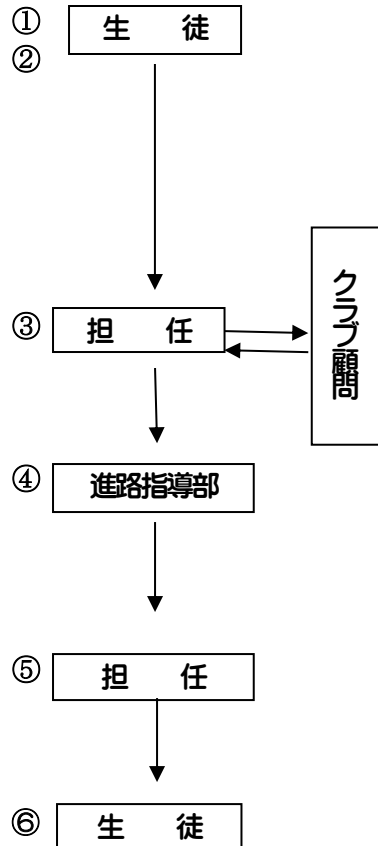 ① 生 徒
②
③ 担 任
クラブ顧問
④ 進路指導部
⑤ 担 任
⑥ 生 徒